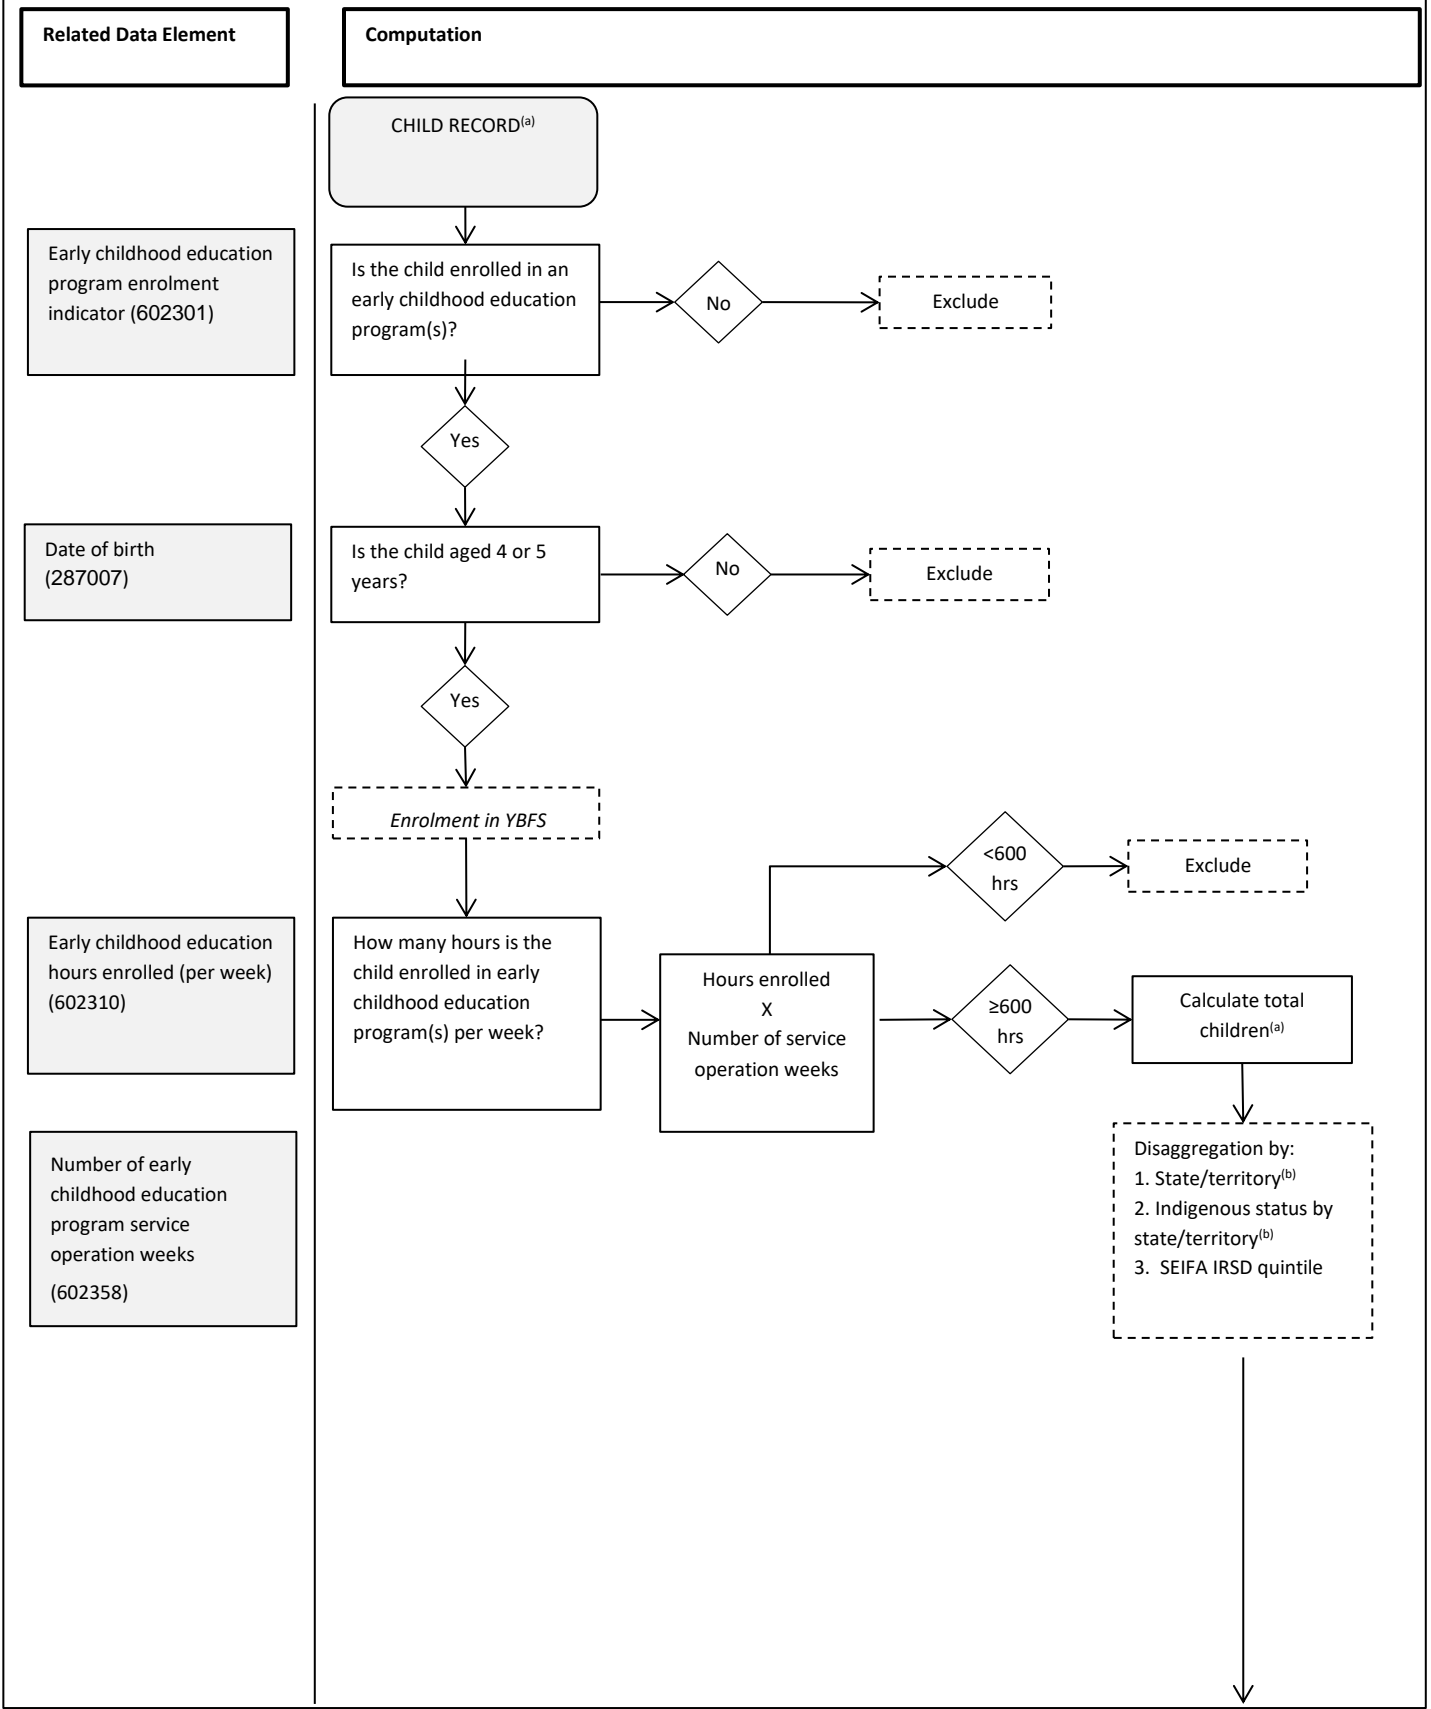 Related Data Element
Computation
CHILD RECORD(a)
Early childhood education
program enrolment
indicator (602301)
Is the child enrolled in an
early childhood education
program(s)?
No
Exclude
Yes
Date of birth
(287007)
Is the child aged 4 or 5
years?
No
Exclude
Yes
Enrolment in YBFS
<600
hrs
Exclude
Early childhood education
hours enrolled (per week)
(602310)
How many hours is the
child enrolled in early
childhood education
program(s) per week?
Hours enrolled
X
Number of service
operation weeks
≥600
hrs
Calculate total
children(a)
Number of early
childhood education
program service
operation weeks
(602358)
Disaggregation by:
1. State/territory(b)
2. Indigenous status by
state/territory(b)
3. SEIFA IRSD quintile